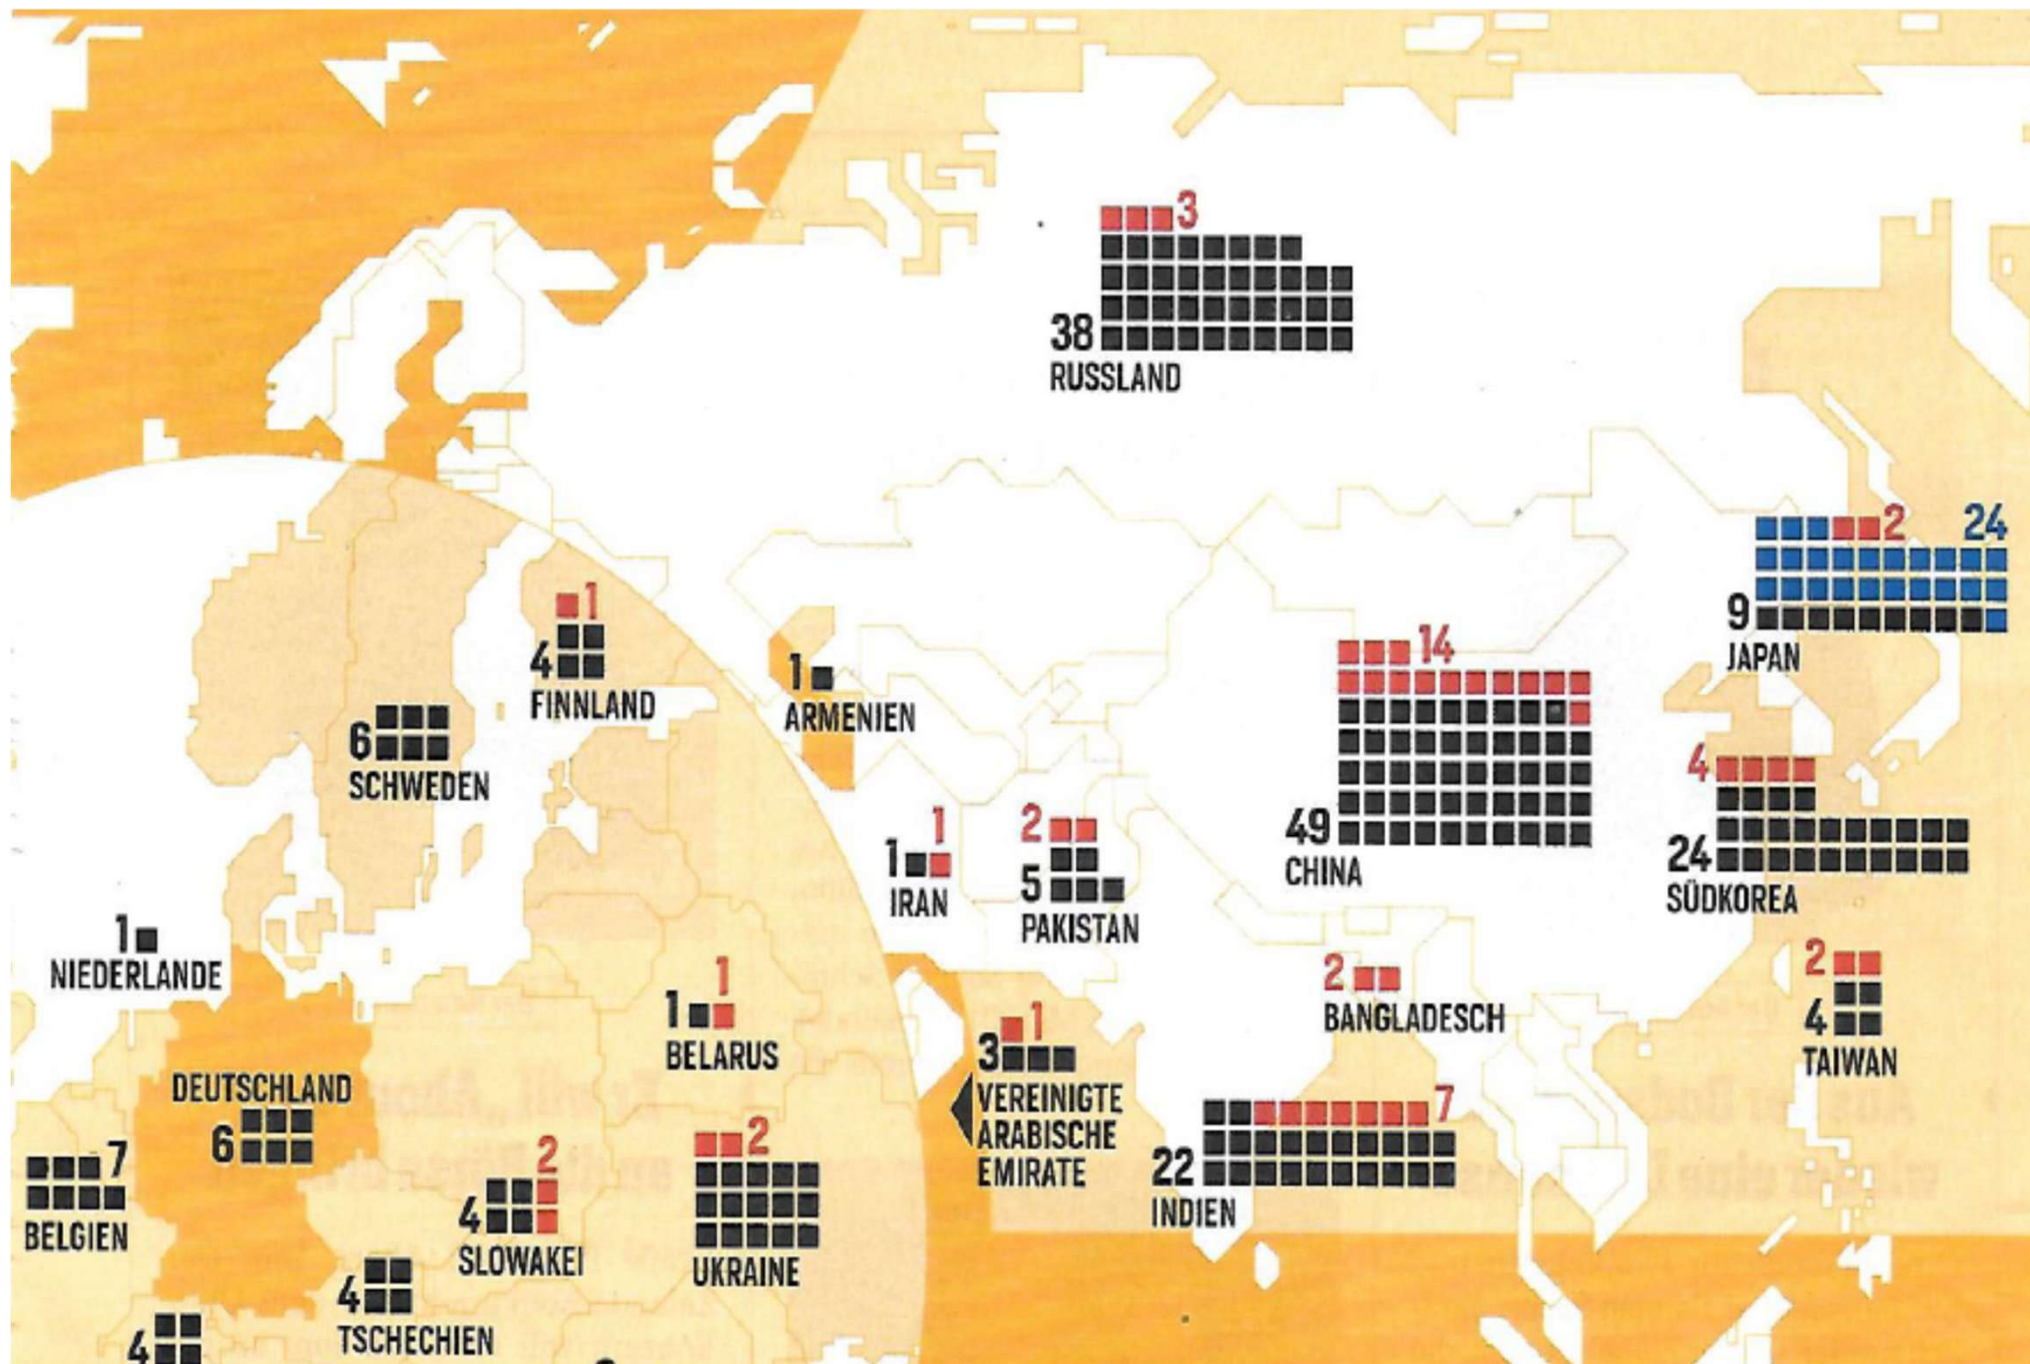 3
38
RUSSLAND
2 24
9
JAPAN
1
4
FINNLAND
14
49
CHINA
1
ARMENIEN
6
SCHWEDEN
4
24
SÜDKOREA
1
1
IRAN
2
5
PAKISTAN
1
NIEDERLANDE
2
BANGLADESCH
2
4
TAIWAN
1
1
BELARUS
1
3
VEREINIGTE
ARABISCHE
EMIRATE
DEUTSCHLAND
6
7
22
INDIEN
7
BELGIEN
2
4
SLOWAKEI
2
UKRAINE
4
TSCHECHIEN
4